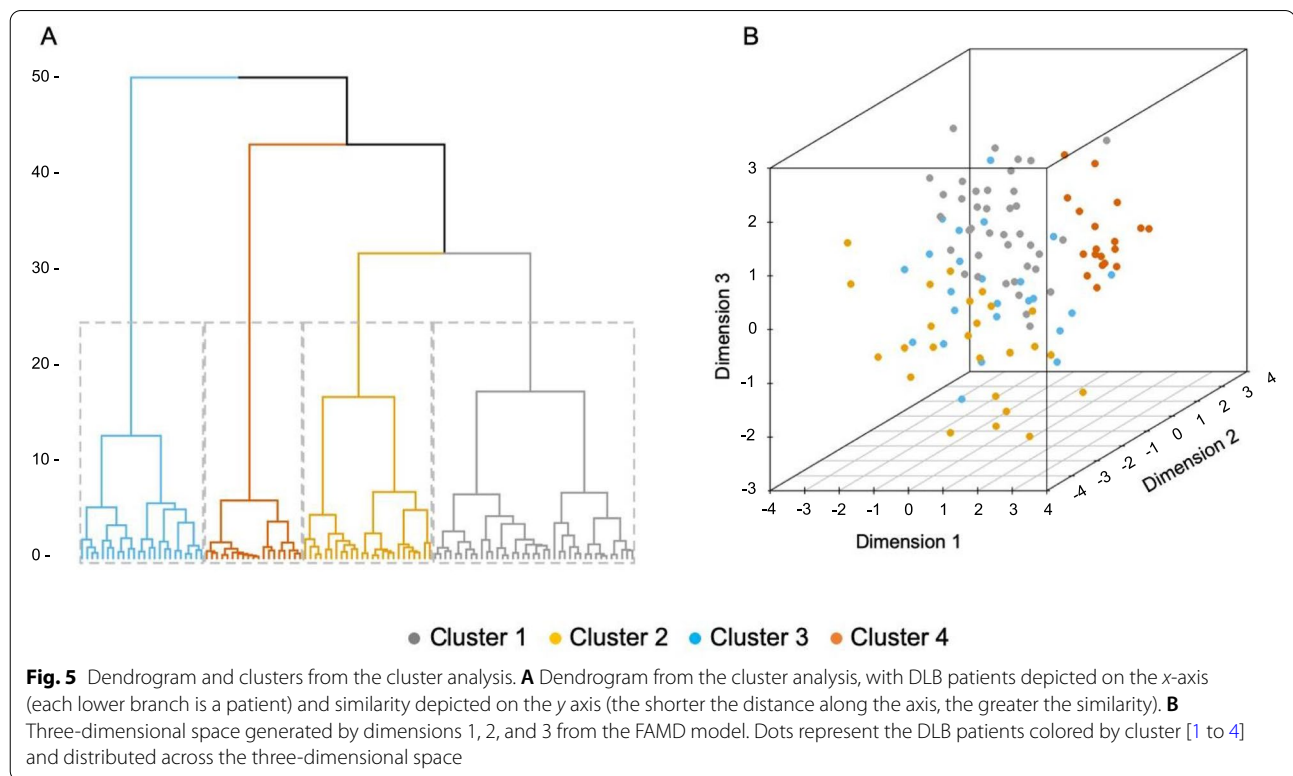 A
B
50 -
40 -
30 -
20 -
10 -
0 -
3
2
1
0
-1
-2
-3
Dimension 3
-4 -3 -2 -1 0 1 2 3 4
Dimension 1
-4 -3 -2 -1 0 1 2 3 4
Dimension 2
Cluster 1 Cluster 2 Cluster 3 Cluster 4
Fig. 5 Dendrogram and clusters from the cluster analysis. A Dendrogram from the cluster analysis, with DLB patients depicted on the x-axis
(each lower branch is a patient) and similarity depicted on the y axis (the shorter the distance along the axis, the greater the similarity). B
Three-dimensional space generated by dimensions 1, 2, and 3 from the FAMD model. Dots represent the DLB patients colored by cluster [1 to 4]
and distributed across the three-dimensional space